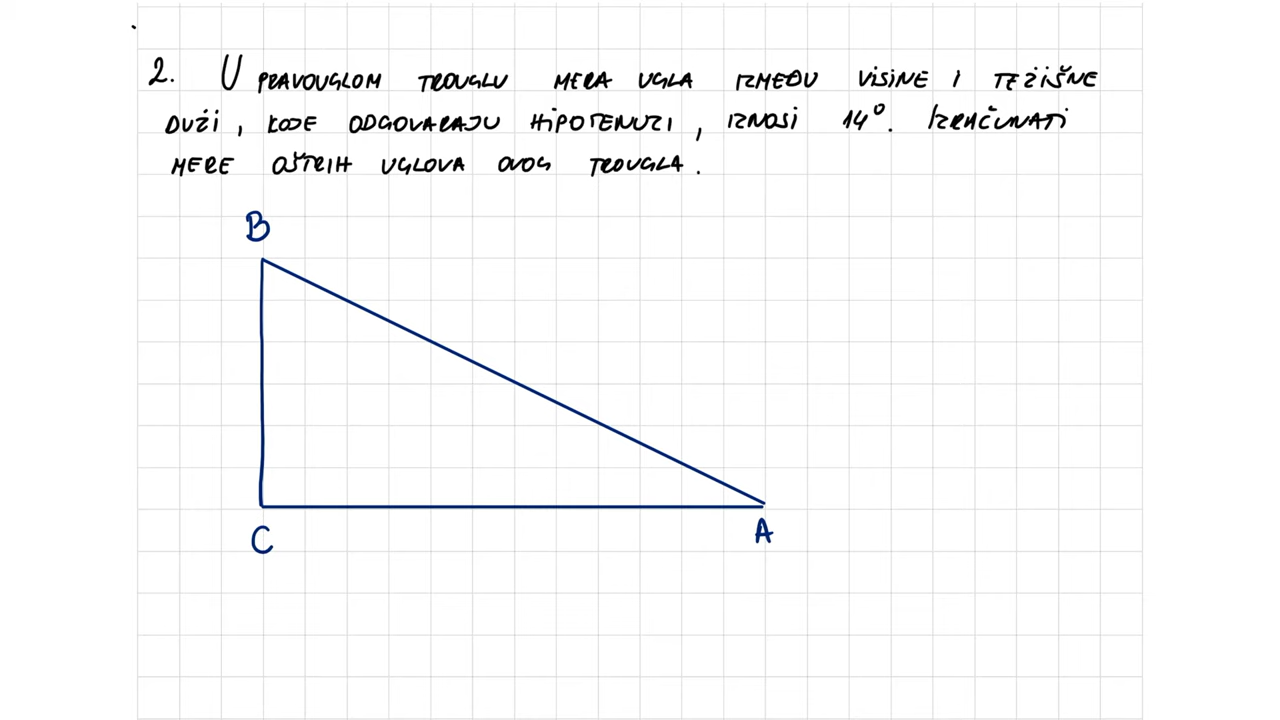 2. U PRAVOUGLOM TROUGLU MERA UGLA IZMEĐU VISINE I TEŽIŠNE
DUŽI, KOJE ODGOVARAJU HIPOTENUZI, IZNOSI 14°. IZRAČUNATI
MERE OŠTRIH UGLOVA OVOG TROUGLA.
B
C A